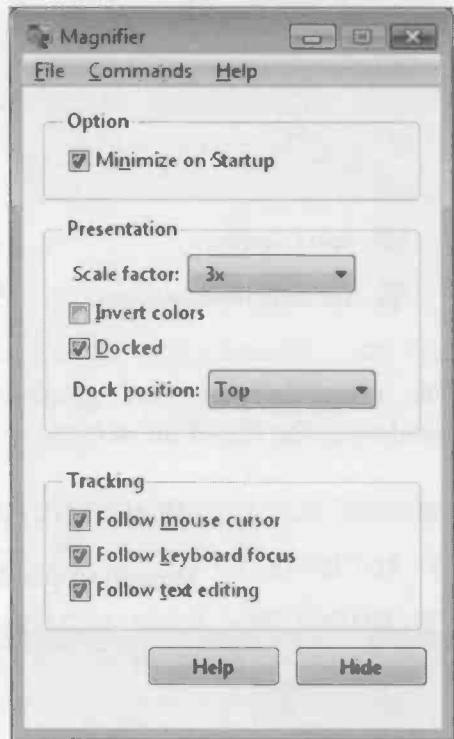 Magnifier
File Commands Help
Option
Minimize on Startup
Presentation
Scale factor: 3x
Invert colors
Docked
Dock position: Top
Tracking
Follow mouse cursor
Follow keyboard focus
Follow text editing
Help Hide